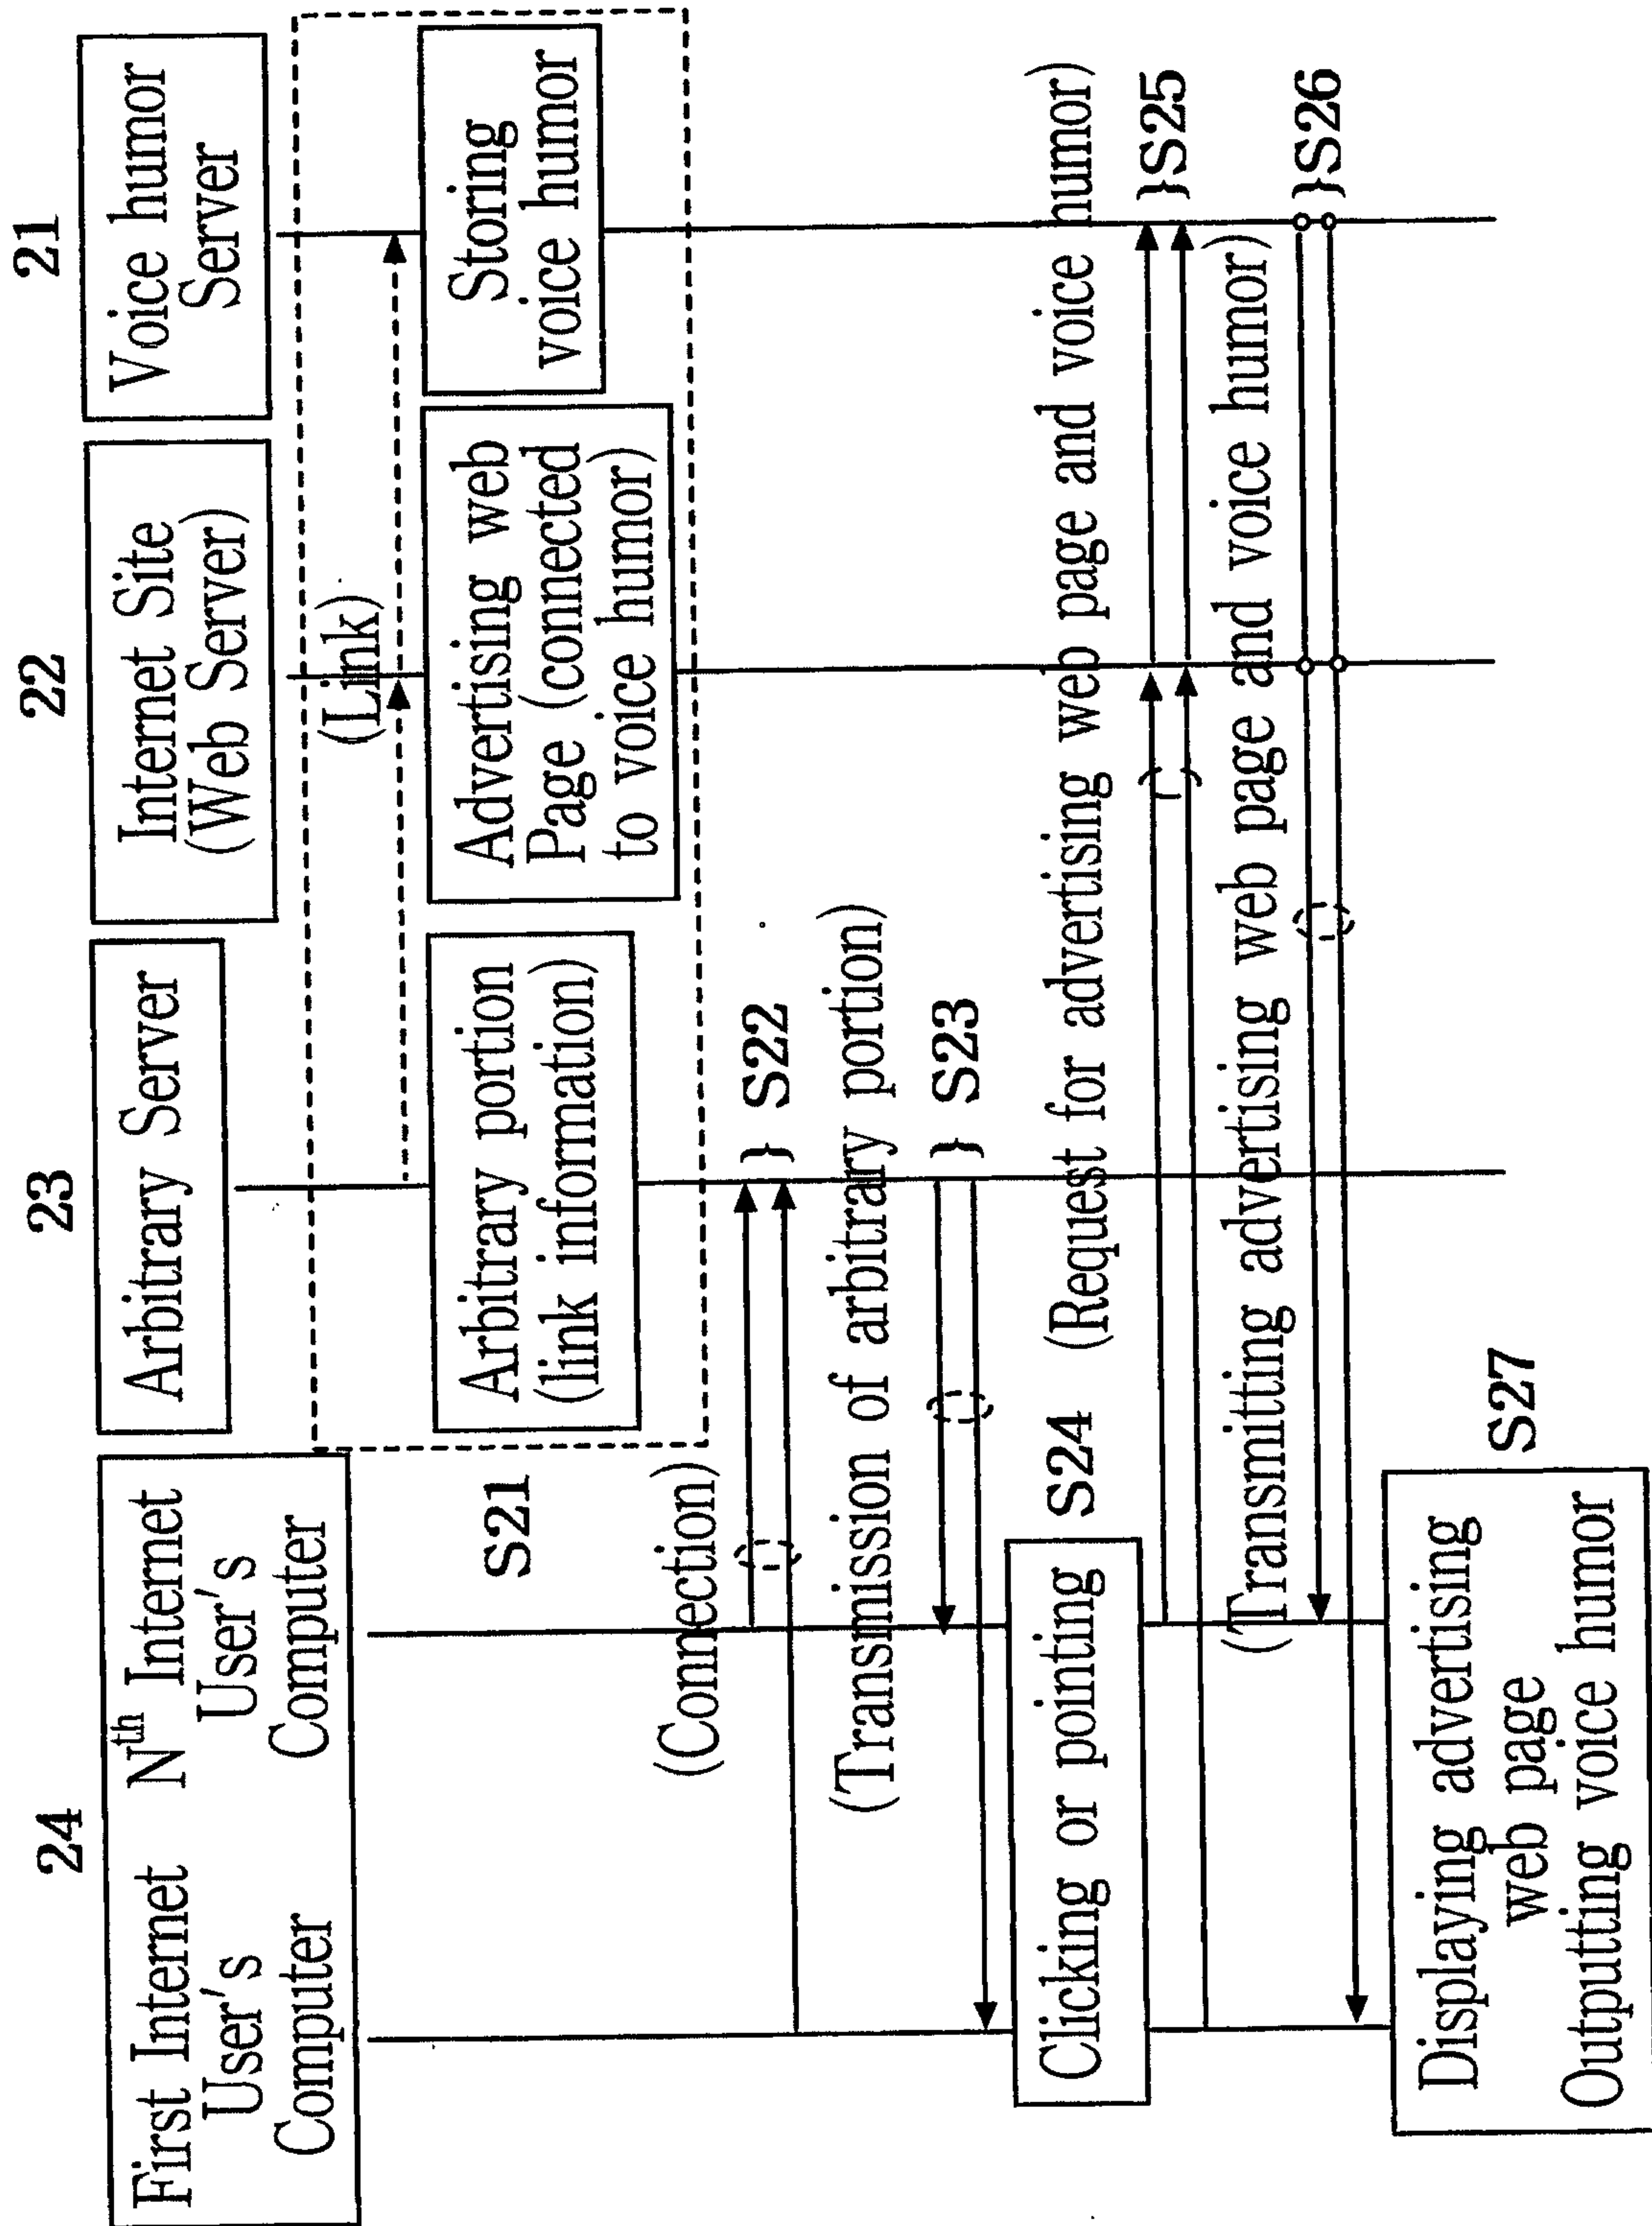 24
23
22
21
First Internet
User's
Computer
Nth Internet
User's
Computer
Arbitrary Server
Internet Site
(Web Server)
Voice humor
Server
(Link)
S21
Arbitrary portion
(link information)
Advertising web
Page (connected
to voice humor)
Storing
voice humor
(Connection)
} S22
(Transmission of arbitrary portion)
} S23
Clicking or pointing
S24
(Request for advertising web page and voice humor)
}S25
(Transmitting advertising web page and voice humor)
}S26
S27
Displaying advertising
web page
Outputting voice humor